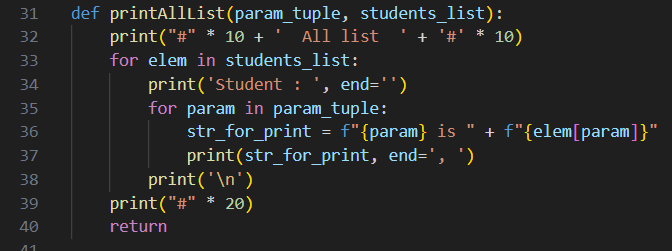 31 def printAllList(param_tuple, students_list):
32     print("#" * 10 + '  All list  ' + '#' * 10)
33     for elem in students_list:
34         print('Student : ', end='')
35         for param in param_tuple:
36             str_for_print = f"{param} is " + f"{elem[param]}"
37             print(str_for_print, end=', ')
38         print('\n')
39     print("#" * 20)
40     return